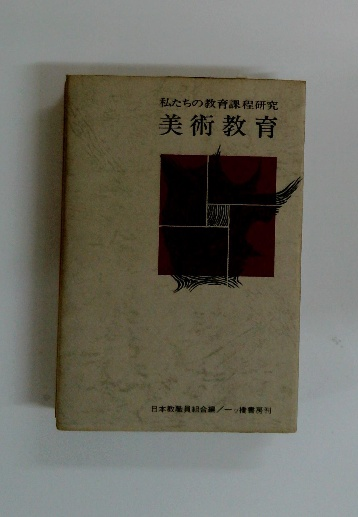 私たちの教育課程研究
美術教育
日本教職員組合編／一ツ橋書房刊